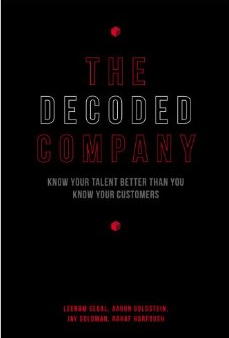 THE
DECODED
COMPANY
KNOW YOUR TALENT BETTER THAN YOU
KNOW YOUR CUSTOMERS
LEEROM SEGAL, AARON GOLDSTEIN,
JAY GOLDMAN, RAHAF HARFOUSH